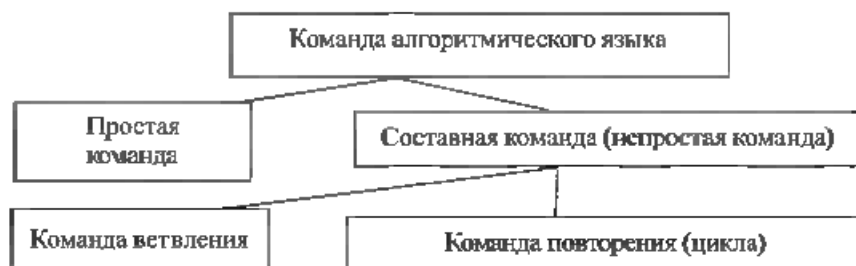 Команда алгоритмического языка
Простая
команда
Составная команда (непростая команда)
Команда ветвления
Команда повторения (цикла)